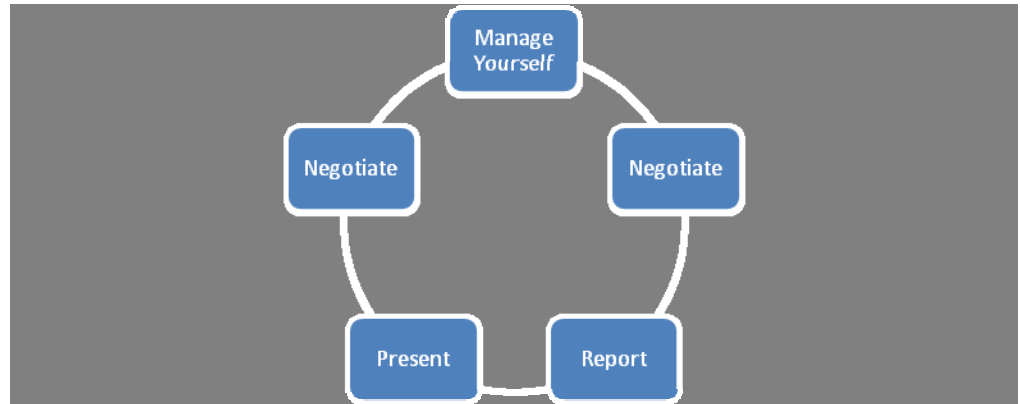 Manage
Yourself
Negotiate
Negotiate
Present
Report